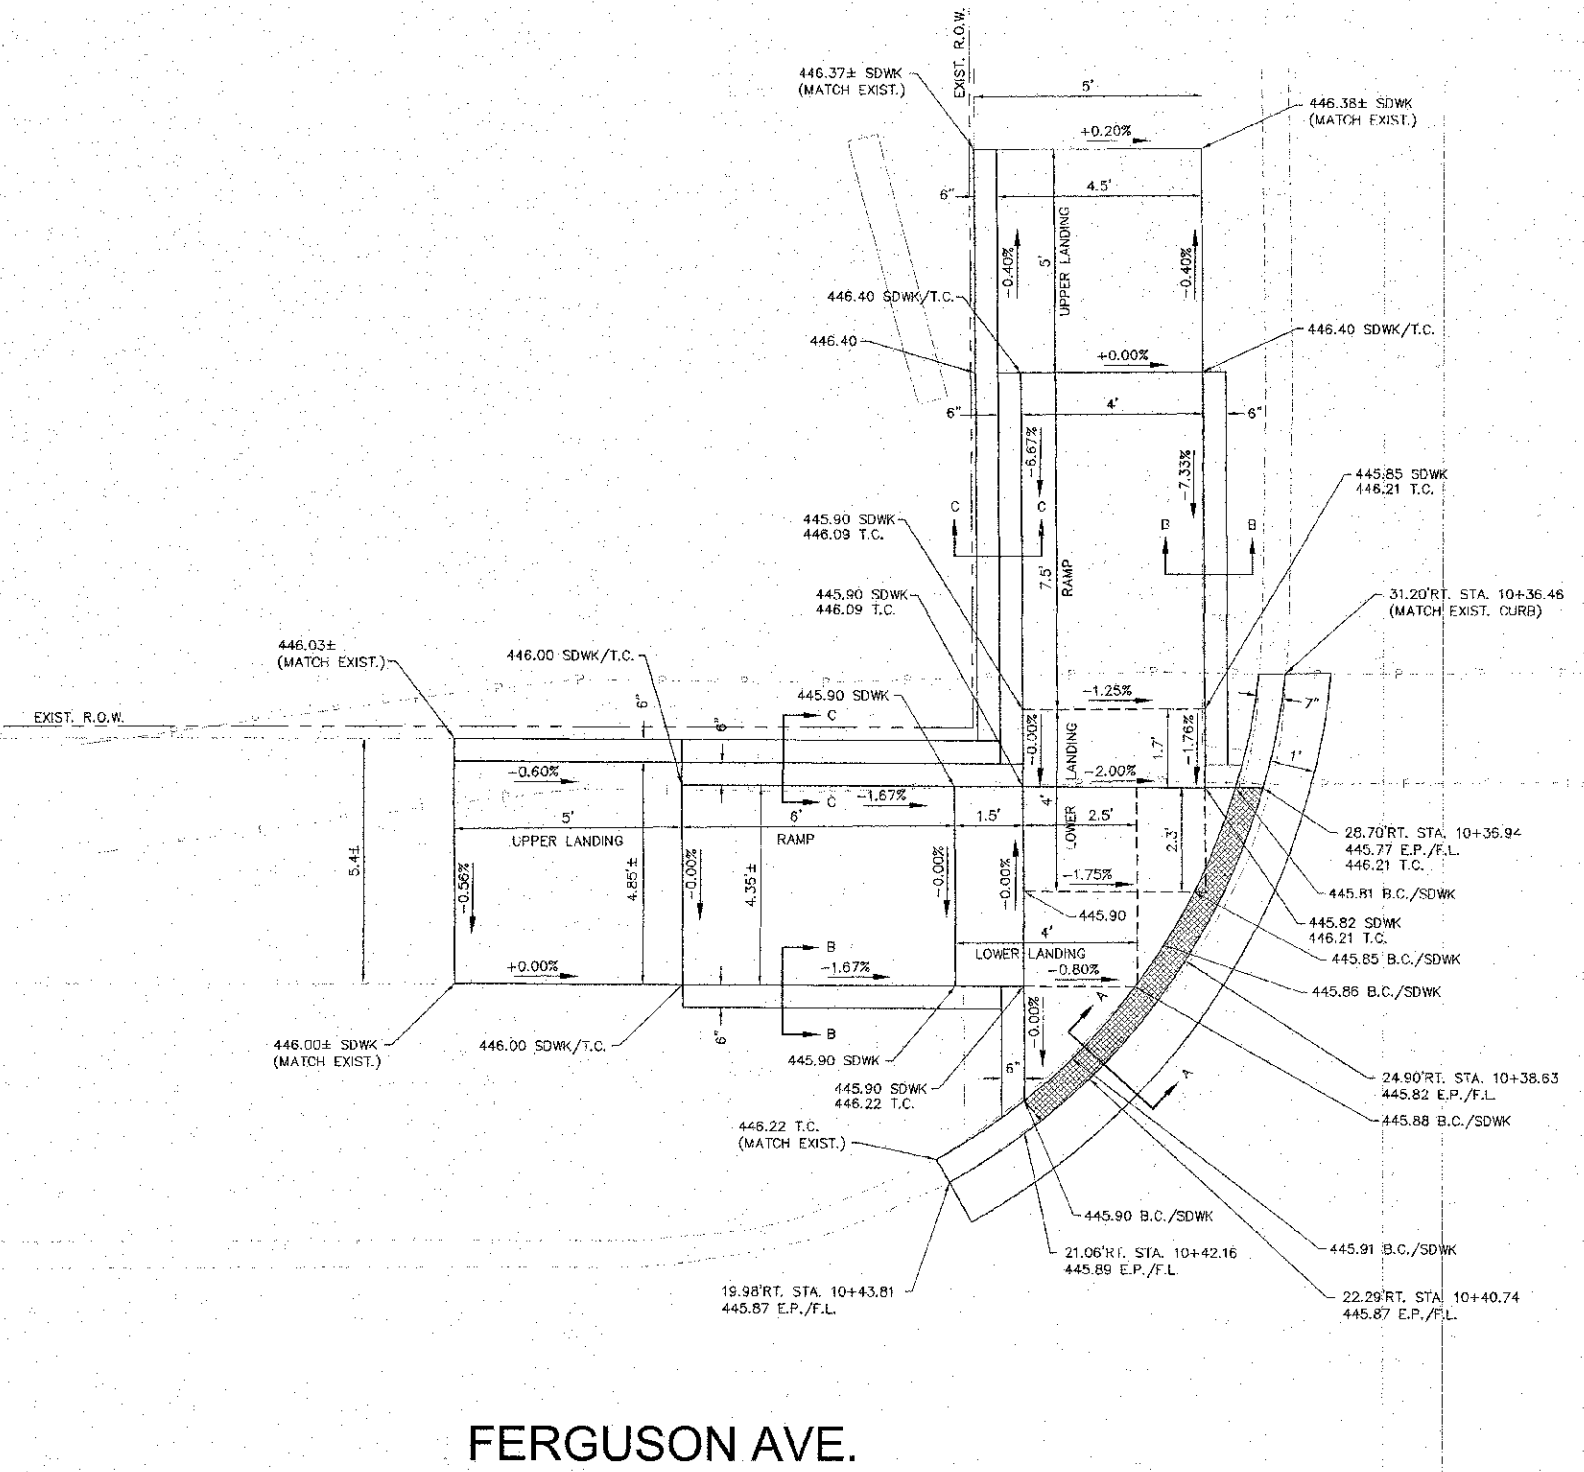 EXIST. R.O.W.
446.37± SDWK
(MATCH EXIST.)
5'
446.38± SDWK
(MATCH EXIST.)
+0.20%
6"
4.5'
-0.40%
5'
UPPER LANDING
-0.40%
446.40 SDWK/T.C.
446.40
+0.00%
446.40 SDWK/T.C.
6"
4'
6"
-6.67%
-7.33%
445.85 SDWK
446.21 T.C.
C
C
B
B
445.90 SDWK
446.09 T.C.
7.5'
RAMP
445.90 SDWK
446.09 T.C.
31.20'RT. STA. 10+36.46
(MATCH EXIST. CURB)
446.03±
(MATCH EXIST.)
446.00 SDWK/T.C.
445.90 SDWK
-1.25%
EXIST. R.O.W.
6"
6"
C
7"
-0.00%
LANDING
1.7'
-1.76%
1'
-0.60%
-2.00%
C
-1.67%
5'
UPPER LANDING
6'
RAMP
1.5'
4'
LOWER
2.5'
2.3'
28.70'RT. STA. 10+36.94
445.77 E.P./F.L.
446.21 T.C.
5.4±
-0.56%
4.85'±
-0.00%
4.35'±
-0.00%
-0.00%
-1.75%
445.81 B.C./SDWK
445.90
445.82 SDWK
446.21 T.C.
4'
LOWER LANDING
B
445.85 B.C./SDWK
+0.00%
-1.67%
-0.80%
445.86 B.C./SDWK
A
446.00± SDWK
(MATCH EXIST.)
446.00 SDWK/T.C.
6"
B
445.90 SDWK
-0.00%
6"
A
24.90'RT. STA. 10+38.63
445.82 E.P./F.L.
445.90 SDWK
446.22 T.C.
445.88 B.C./SDWK
446.22 T.C.
(MATCH EXIST.)
445.90 B.C./SDWK
21.06'RT. STA. 10+42.16
445.89 E.P./F.L.
445.91 B.C./SDWK
19.98'RT. STA. 10+43.81
445.87 E.P./F.L.
22.29'RT. STA. 10+40.74
445.87 E.P./F.L.
FERGUSON AVE.